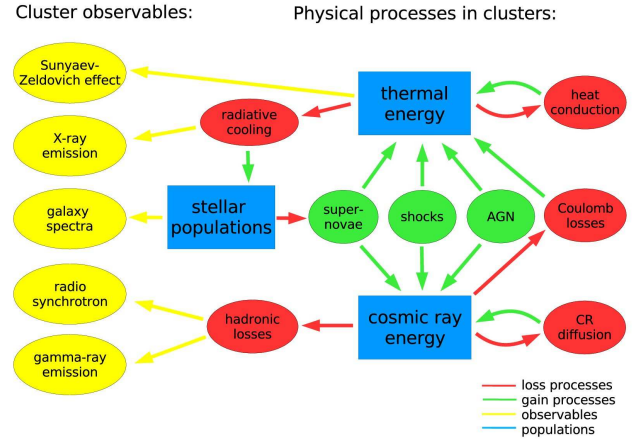 Cluster observables:
Physical processes in clusters:
Sunyaev-
Zeldovich effect
thermal
energy
heat
conduction
radiative
cooling
X-ray
emission
stellar
populations
galaxy
spectra
super-
novae
shocks
AGN
Coulomb
losses
radio
synchrotron
hadronic
losses
cosmic ray
energy
CR
diffusion
gamma-ray
emission
loss processes
gain processes
observables
populations